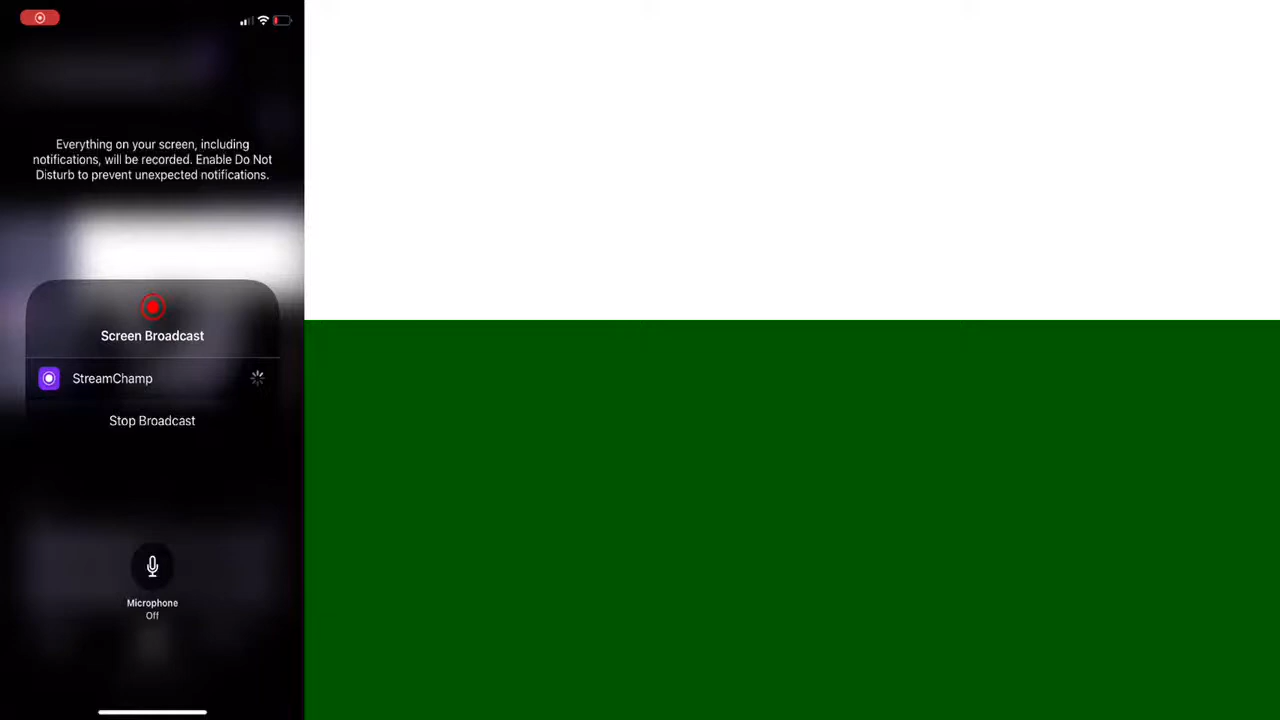 Everything on your screen, including
notifications, will be recorded. Enable Do Not
Disturb to prevent unexpected notifications.
Screen Broadcast
StreamChamp
Stop Broadcast
Microphone
Off